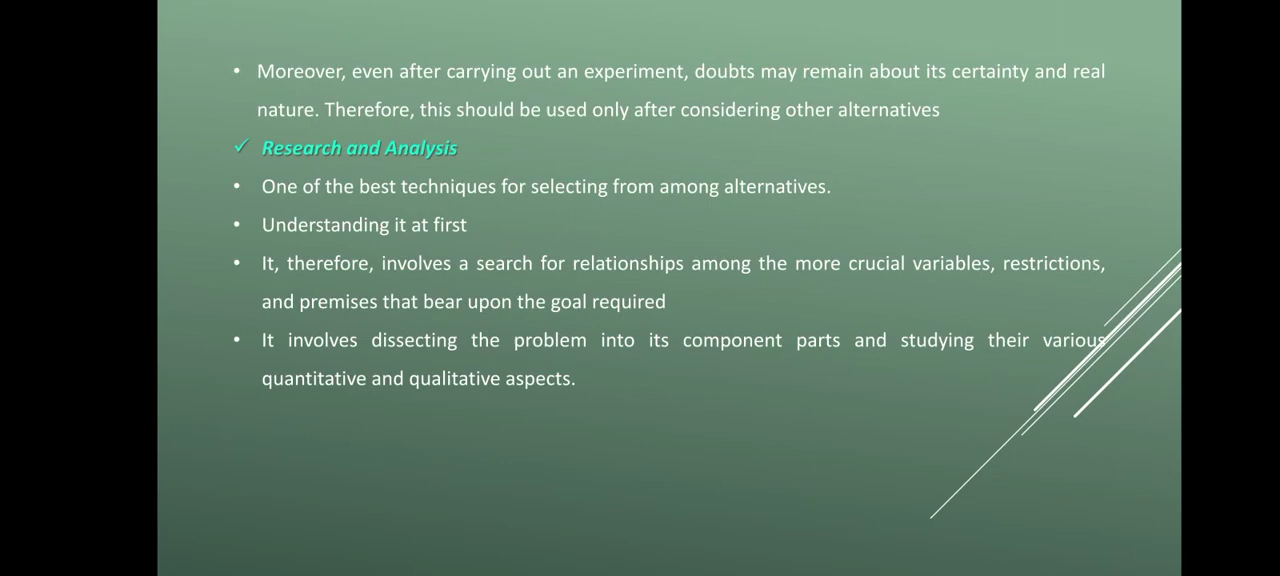 • Moreover, even after carrying out an experiment, doubts may remain about its certainty and real
nature. Therefore, this should be used only after considering other alternatives
✓ Research and Analysis
• One of the best techniques for selecting from among alternatives.
• Understanding it at first
• It, therefore, involves a search for relationships among the more crucial variables, restrictions,
and premises that bear upon the goal required
• It involves dissecting the problem into its component parts and studying their various
quantitative and qualitative aspects.